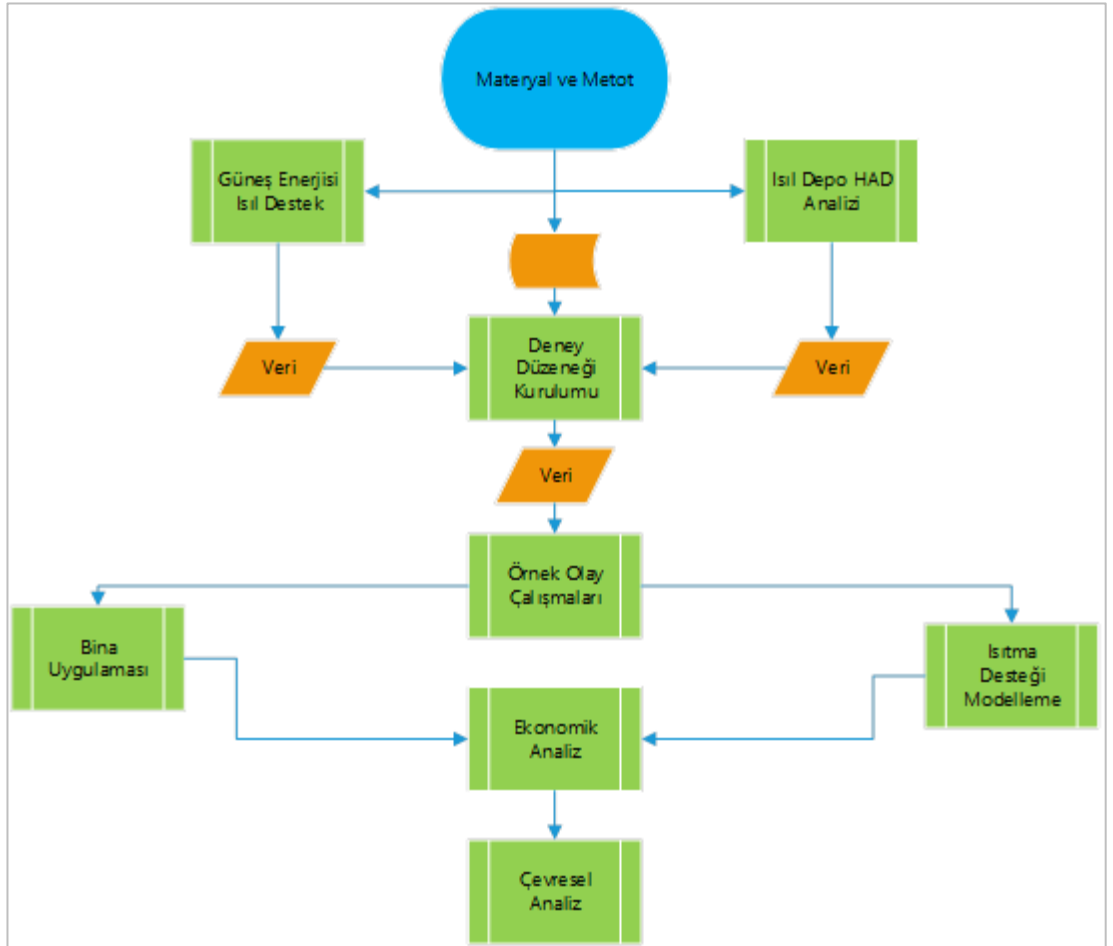 Materyal ve Metot
Güneş Enerjisi
Isıl Destek
Isıl Depo HAD
Analizi
Veri
Deney
Düzeneği
Kurulumu
Veri
Veri
Örnek Olay
Çalışmaları
Bina
Uygulaması
Isıtma
Desteği
Modelleme
Ekonomik
Analiz
Çevresel
Analiz